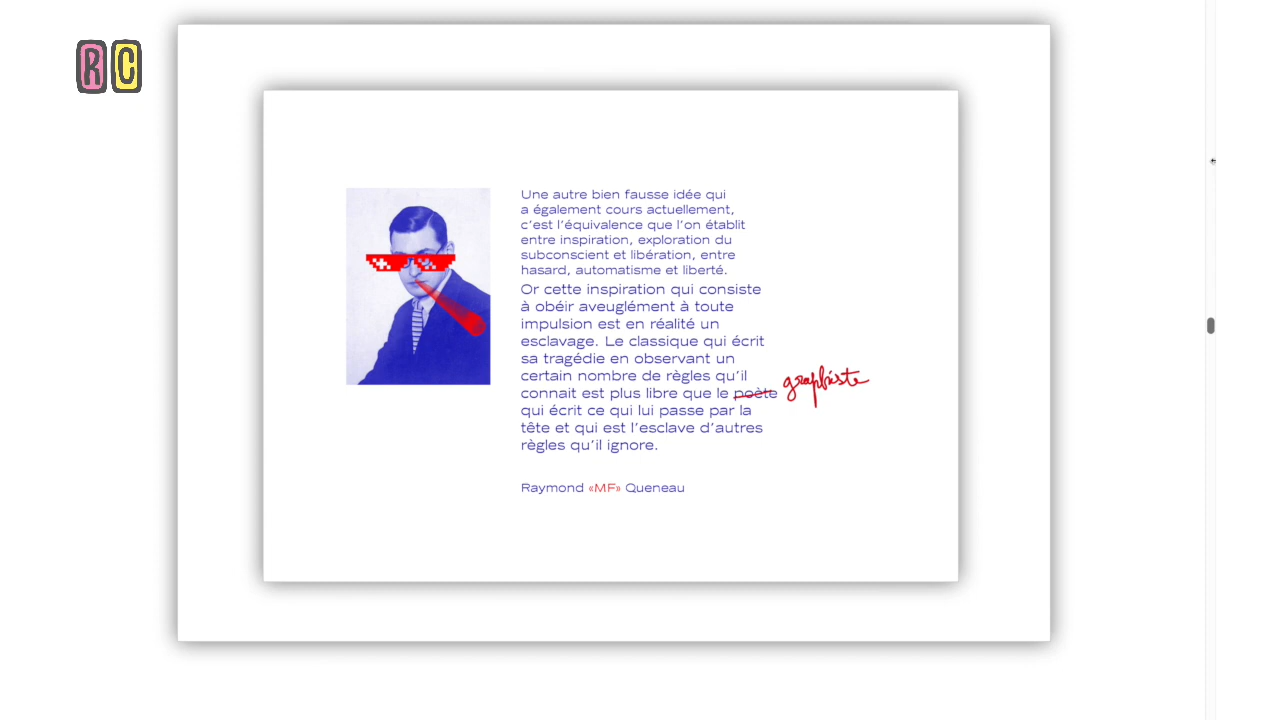 RC
Une autre bien fausse idée qui
a également cours actuellement,
c’est l’équivalence que l’on établit
entre inspiration, exploration du
subconscient et libération, entre
hasard, automatisme et liberté.
Or cette inspiration qui consiste
à obéir aveuglément à toute
impulsion est en réalité un
esclavage. Le classique qui écrit
sa tragédie en observant un
certain nombre de règles qu’il
connait est plus libre que le poète graphiste
qui écrit ce qui lui passe par la
tête et qui est l’esclave d’autres
règles qu’il ignore.
Raymond «MF» Queneau